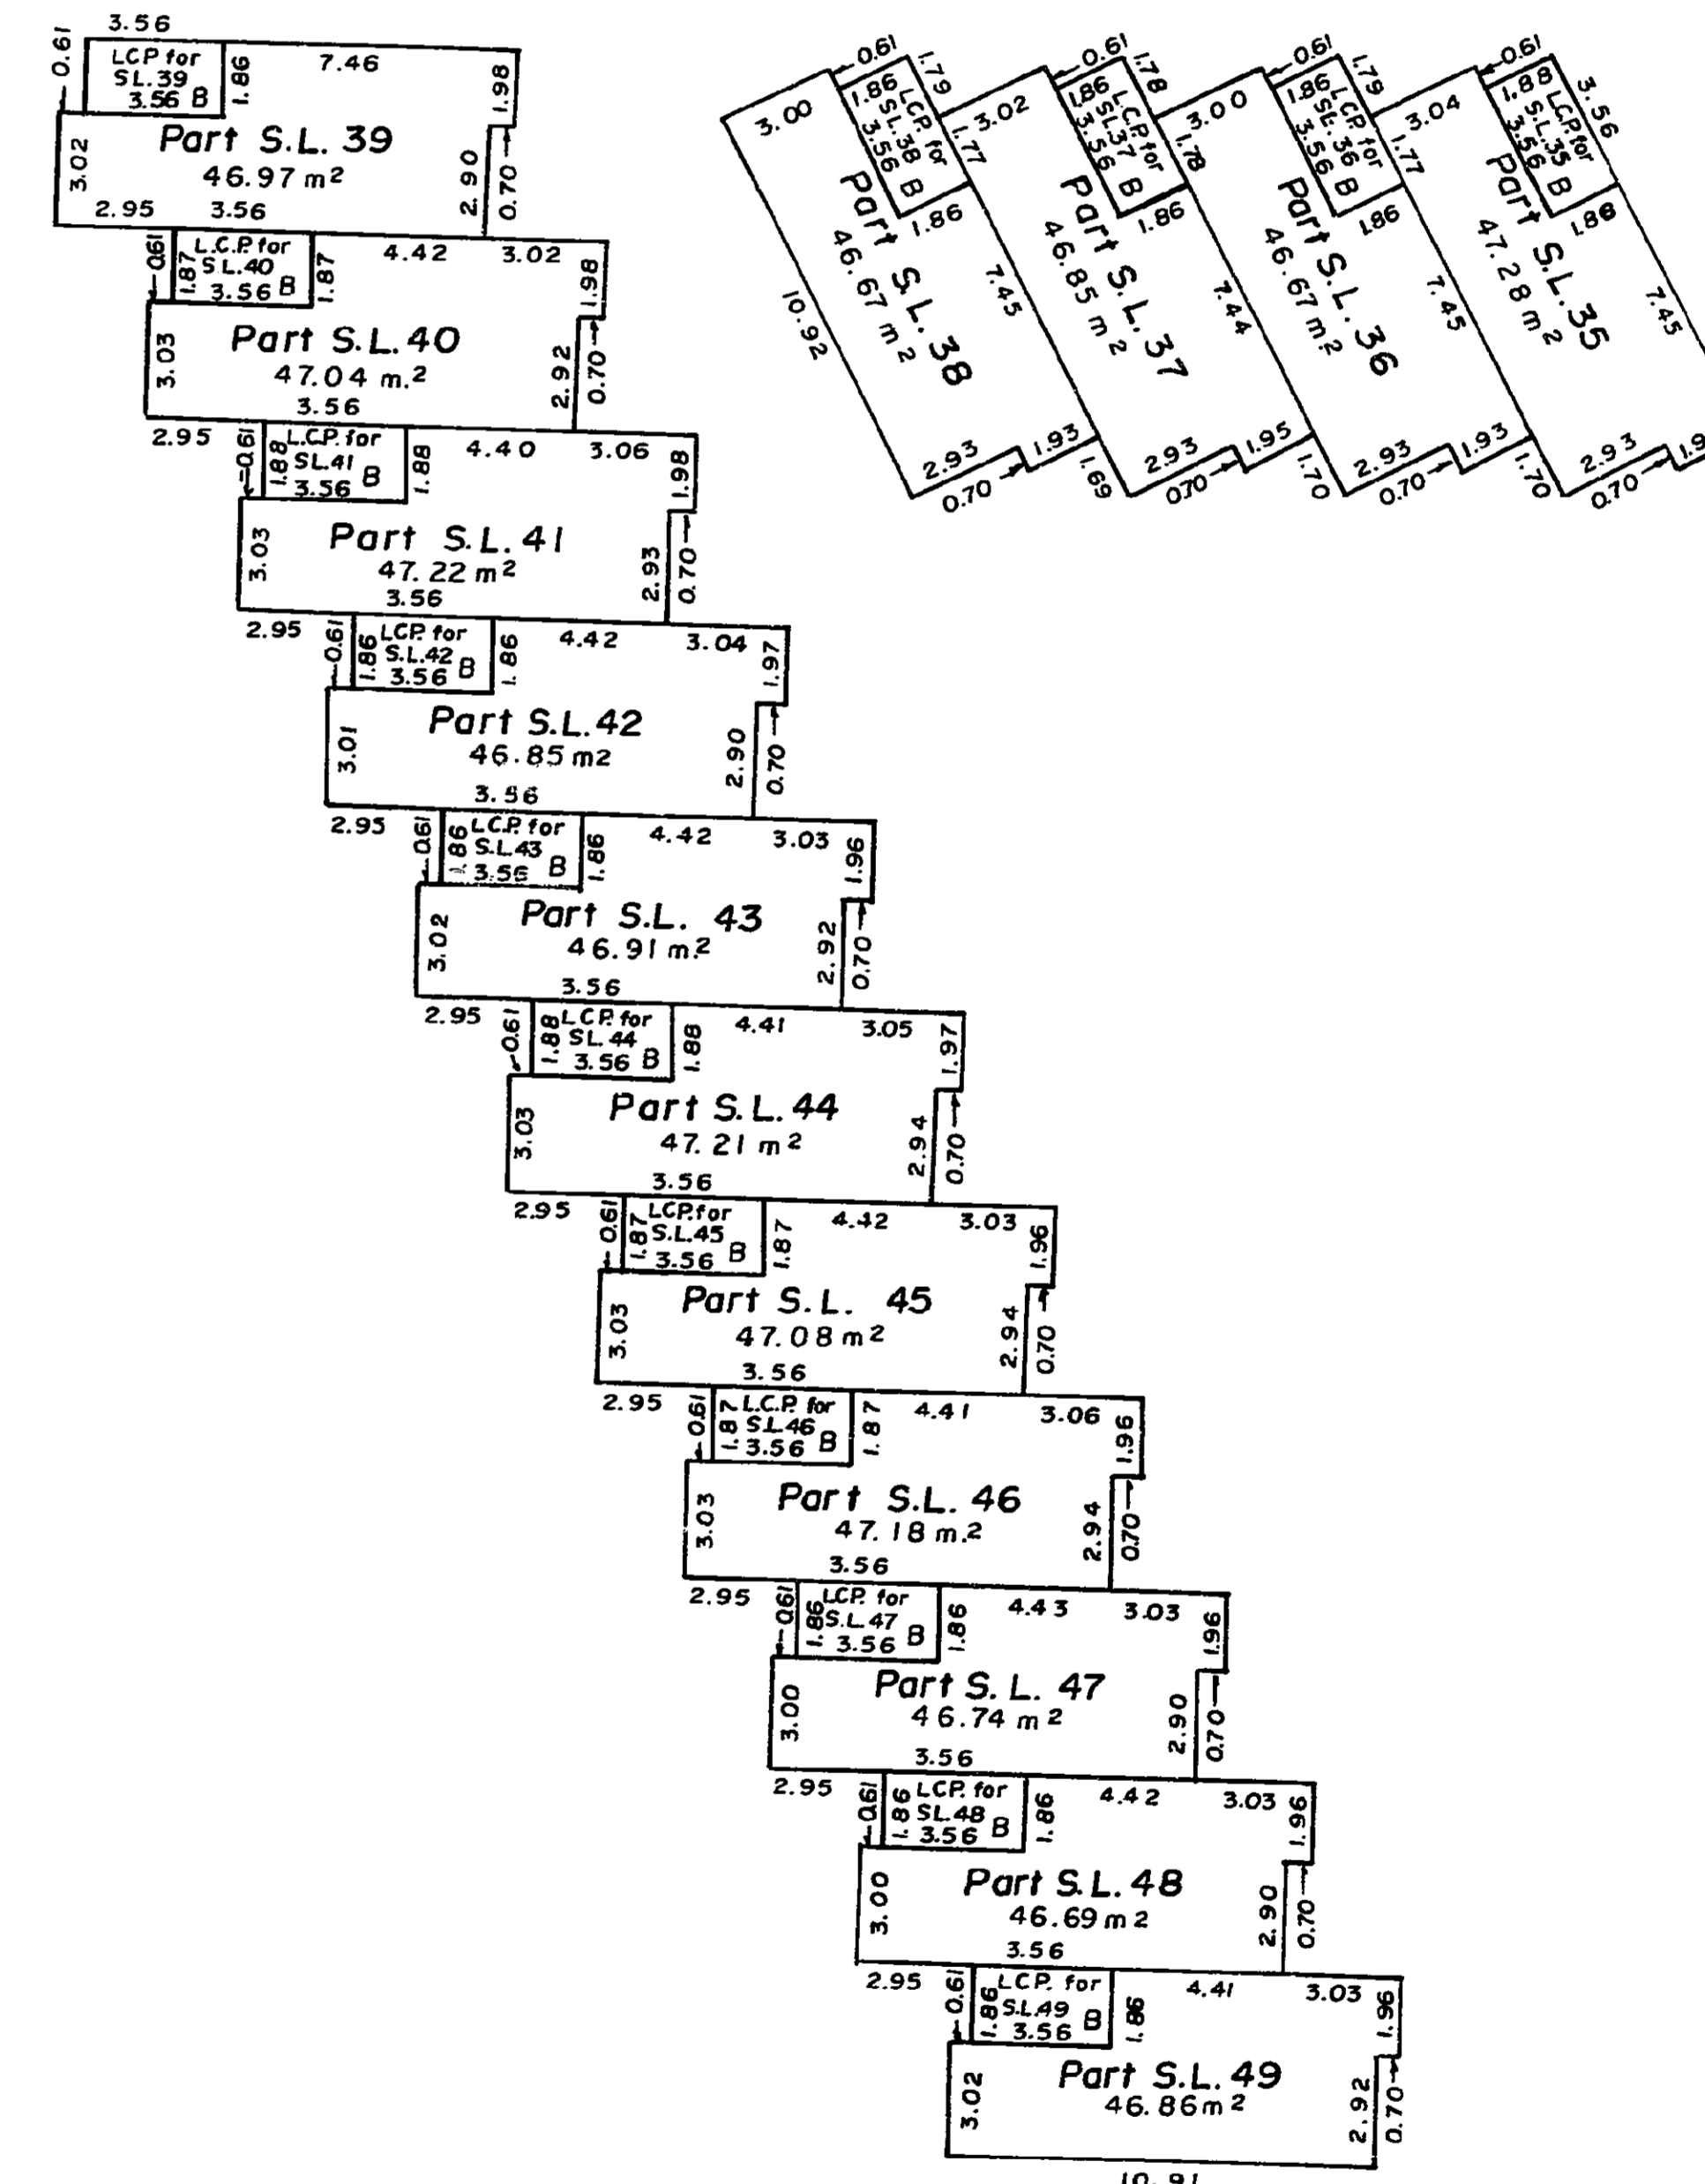 3.56
0.61
LCP for
SL.39
3.56 B
1.86
7.46
1.98
Part S.L. 39
46.97 m2
3.02
2.90
0.70
2.95 3.56
0.61
1.87
L.C.P. for
S.L.40
3.56 B
1.87
4.42 3.02
1.98
Part S.L. 40
47.04 m.2
3.03
2.92
0.70
3.56
2.95
0.61
1.88
L.C.P. for
SL.41
3.56 B
1.88
4.40 3.06
1.98
Part S.L. 41
47.22 m2
3.03
2.93
0.70
3.56
2.95
0.61
1.86
LCP. for
S.L.42
3.56 B
1.86
4.42 3.04
1.97
Part S.L. 42
46.85 m2
3.01
2.90
0.70
3.56
2.95
0.61
1.86
L.C.P. for
S.L.43
3.56 B
1.86
4.42 3.03
1.96
Part S.L. 43
46.91 m.2
3.02
2.92
0.70
3.56
2.95
0.61
1.88
L.C.P. for
SL.44
3.56 B
1.88
4.41 3.05
1.97
Part S.L. 44
47.21 m2
3.03
2.94
0.70
3.56
2.95
0.61
1.87
LCP. for
S.L.45
3.56 B
1.87
4.42 3.03
1.96
Part S.L. 45
47.08 m2
3.03
2.94
0.70
3.56
2.95
0.61
1.87
L.C.P. for
S.L.46
3.56 B
1.87
4.41 3.06
1.96
Part S.L. 46
47.18 m.2
3.03
2.94
0.70
3.56
2.95
0.61
1.86
LCP. for
S.L.47
3.56 B
1.86
4.43 3.03
1.96
Part S.L. 47
46.74 m2
3.00
2.90
0.70
3.56
2.95
0.61
1.86
LCP. for
SL.48
3.56 B
1.86
4.42 3.03
1.96
Part S.L. 48
46.69 m2
3.00
2.90
0.70
3.56
2.95
0.61
1.86
LCP. for
S.L.49
3.56 B
1.86
4.41 3.03
1.96
Part S.L. 49
46.86 m2
3.02
2.92
0.70
10.91
3.00
0.61
1.86
LCP. for
SL.38
3.56 B
1.79
1.77
1.86
Part S.L. 38
46.67 m2
10.92
7.45
2.93
0.70
1.93
1.69
3.02
0.61
1.86
LCP. for
SL.37
3.56 B
1.78
1.78
1.86
Part S.L. 37
46.85 m2
7.44
2.93
0.70
1.95
1.70
3.00
0.61
1.86
LCP. for
SL.36
3.56 B
1.79
1.77
1.86
Part S.L. 36
46.67 m2
7.45
2.93
0.70
1.93
1.70
3.04
0.61
1.88
LCP. for
S.L.35
3.56 B
3.56
1.88
Part S.L. 35
47.28 m2
7.45
2.93
0.70